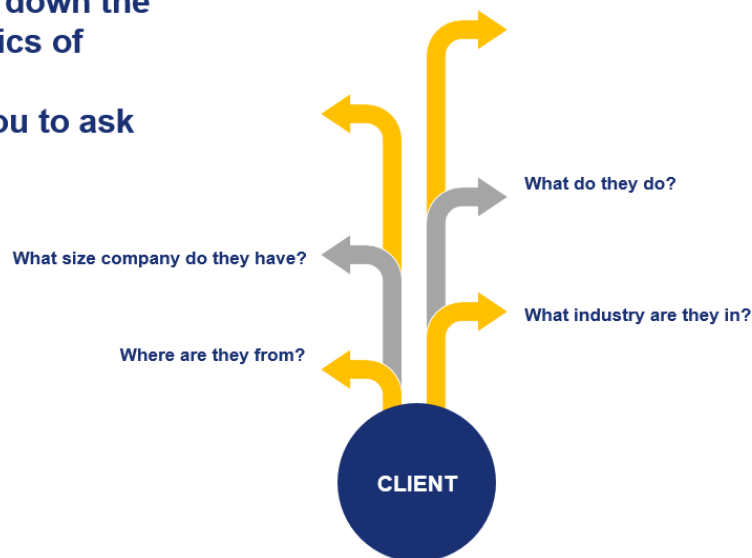 down the
ics of
ou to ask
What do they do?
What size company do they have?
What industry are they in?
Where are they from?
CLIENT